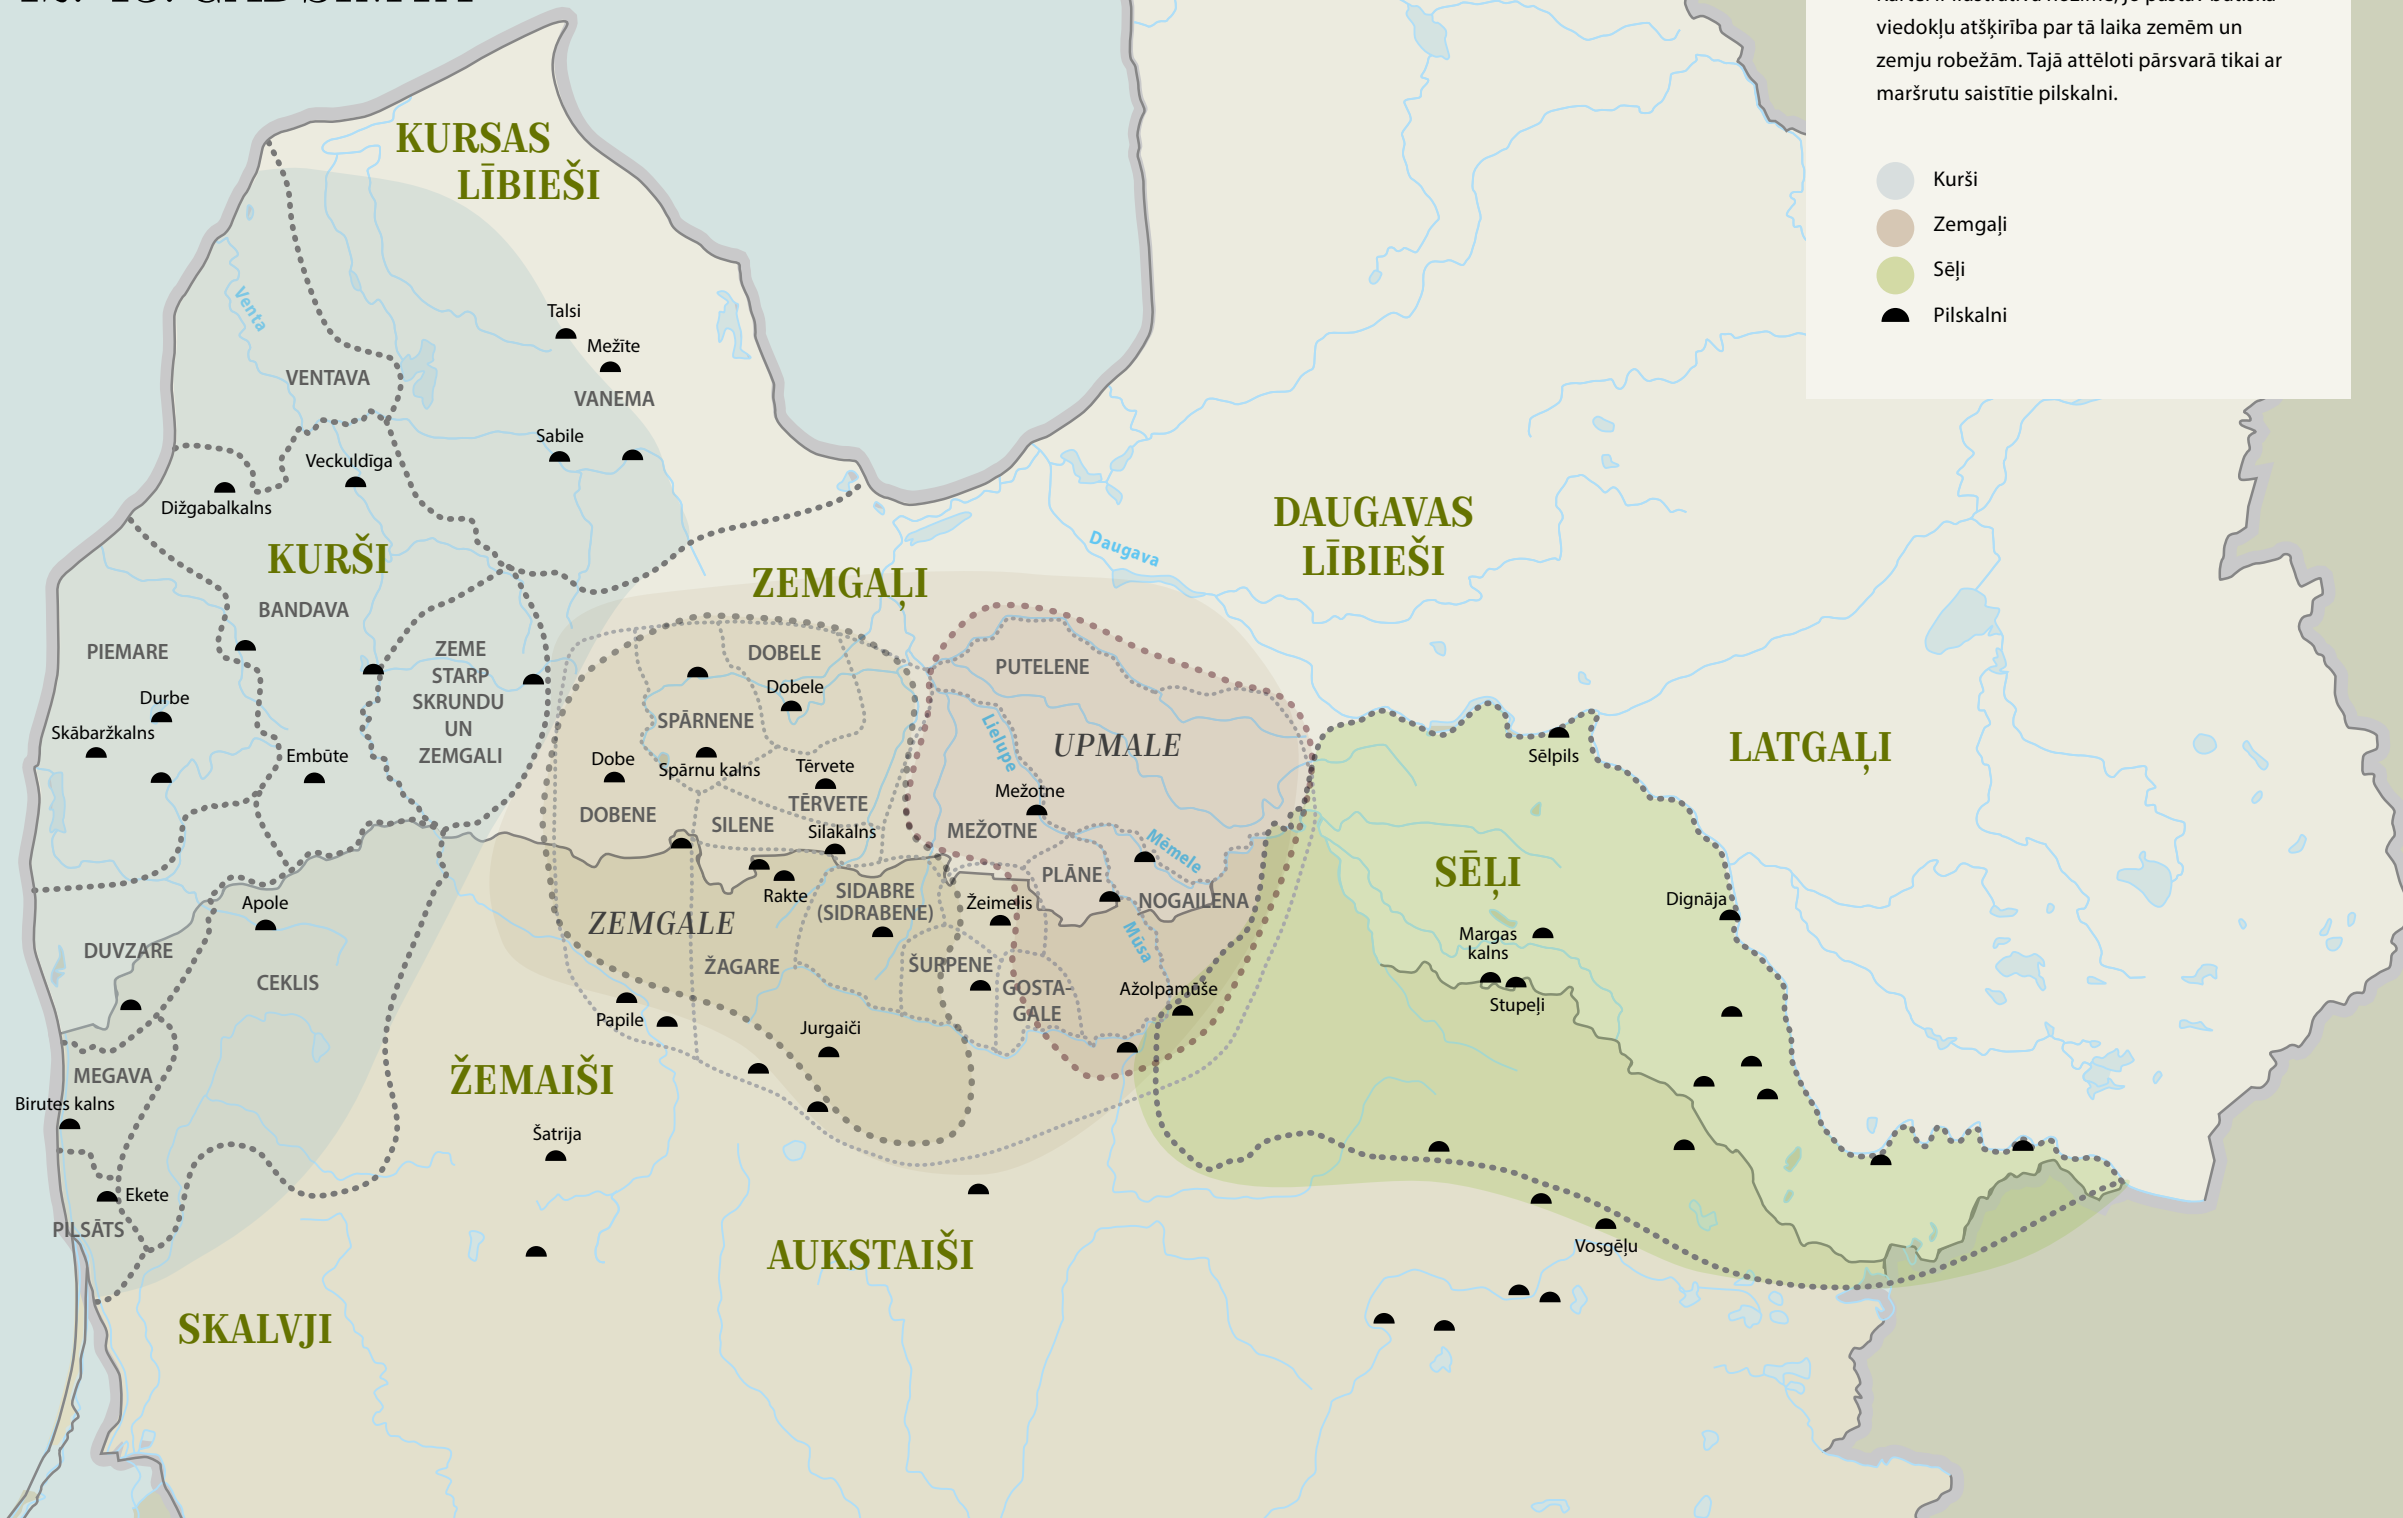 viedokļu atšķirība par tā laika zemēm un
zemju robežām. Tajā attēloti pārsvarā tikai ar
maršrutu saistītie pilskalni.
Kurši
Zemgaļi
Sēļi
Pilskalni
KURSAS
LĪBIEŠI
Venta
Talsi
Mežīte
VENTAVA
VANEMA
Sabile
Veckuldīga
Dižgabalkalns
KURŠI
BANDAVA
PIEMARE
ZEME
STARP
SKRUNDU
UN
ZEMGALI
Durbe
Skābaržkalns
Embūte
DAUGAVAS
LĪBIEŠI
Daugava
ZEMGAĻI
DOBELE
Dobele
SPĀRNENE
Dobe
Spārnu kalns
Tērvete
TĒRVETE
DOBENE
SILENE
Silakalns
PUTELENE
Lielupe
UPMALE
Mežotne
MEŽOTNE
Mēmele
PLĀNE
NOGAILENA
Rakte
SIDABRE
(SIDRABENE)
Žeimelis
ZEMGALE
ŽAGARE
ŠURPENE
GOSTA-
GALE
Mūsa
Ažolpamūše
Papile
Jurgaiči
Sēlpils
LATGAĻI
SĒĻI
Dignāja
Margas
kalns
Stupeļi
Apole
DUVZARE
CEKLIS
MEGAVA
Birutes kalns
ŽEMAIŠI
Šatrija
Ekete
PILSĀTS
AUKSTAIŠI
Vosgēļu
SKALVJI